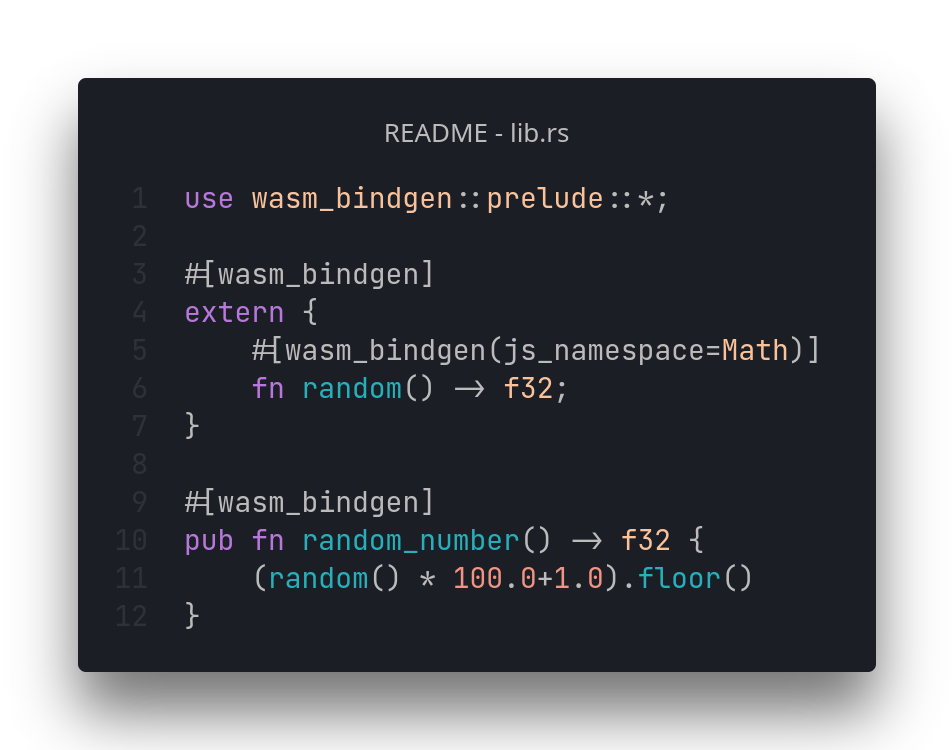 README - lib.rs
1 use wasm_bindgen::prelude::*;
2
3 #[wasm_bindgen]
4 extern {
5     #[wasm_bindgen(js_namespace=Math)]
6     fn random() -> f32;
7 }
8
9 #[wasm_bindgen]
10 pub fn random_number() -> f32 {
11     (random() * 100.0+1.0).floor()
12 }